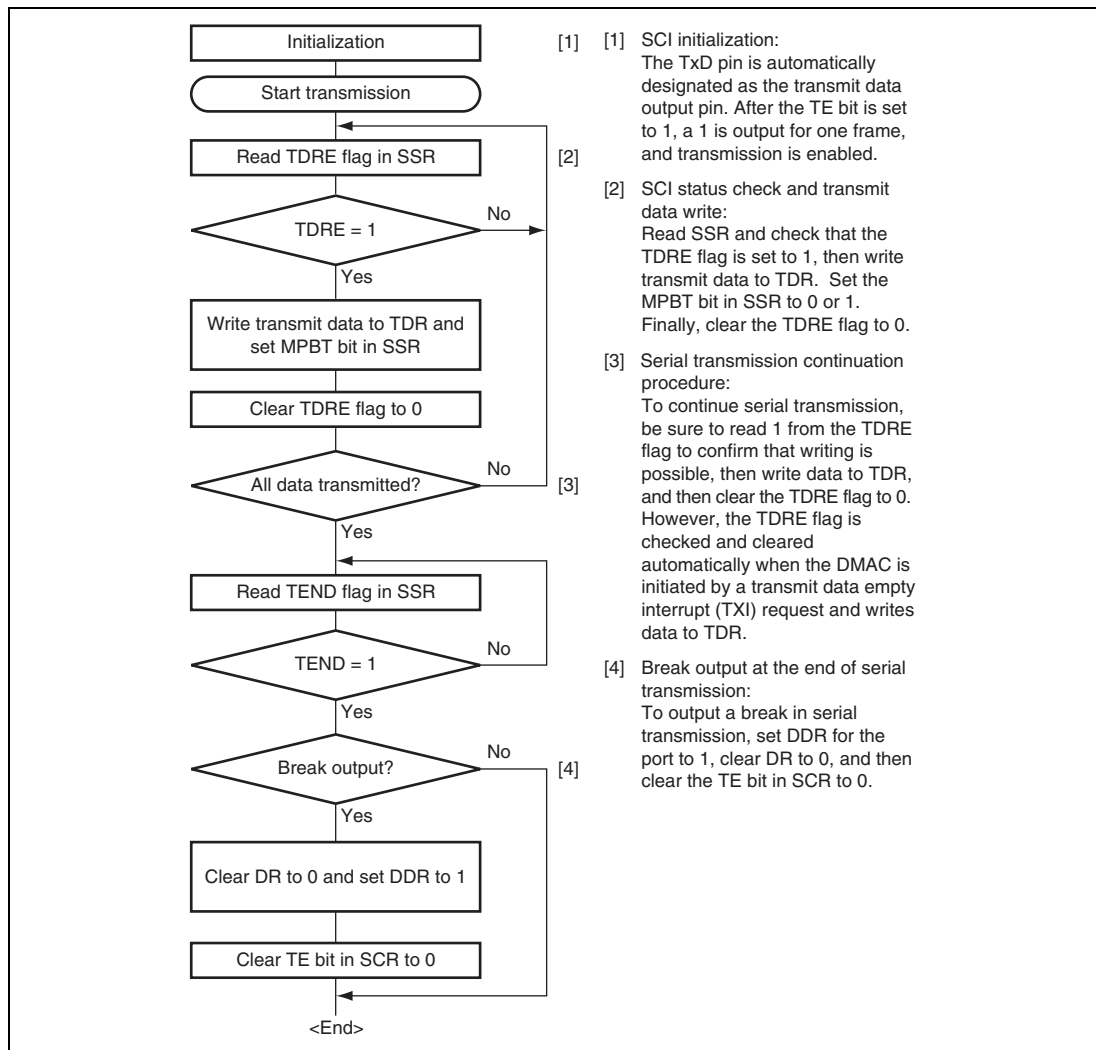 Initialization
[1]
Start transmission
Read TDRE flag in SSR
[2]
TDRE = 1
No
Yes
Write transmit data to TDR and
set MPBT bit in SSR
Clear TDRE flag to 0
All data transmitted?
No
[3]
Yes
Read TEND flag in SSR
TEND = 1
No
Yes
Break output?
No
[4]
Yes
Clear DR to 0 and set DDR to 1
Clear TE bit in SCR to 0
<End>
[1] SCI initialization:
The TxD pin is automatically
designated as the transmit data
output pin. After the TE bit is set
to 1, a 1 is output for one frame,
and transmission is enabled.
[2] SCI status check and transmit
data write:
Read SSR and check that the
TDRE flag is set to 1, then write
transmit data to TDR. Set the
MPBT bit in SSR to 0 or 1.
Finally, clear the TDRE flag to 0.
[3] Serial transmission continuation
procedure:
To continue serial transmission,
be sure to read 1 from the TDRE
flag to confirm that writing is
possible, then write data to TDR,
and then clear the TDRE flag to 0.
However, the TDRE flag is
checked and cleared
automatically when the DMAC is
initiated by a transmit data empty
interrupt (TXI) request and writes
data to TDR.
[4] Break output at the end of serial
transmission:
To output a break in serial
transmission, set DDR for the
port to 1, clear DR to 0, and then
clear the TE bit in SCR to 0.